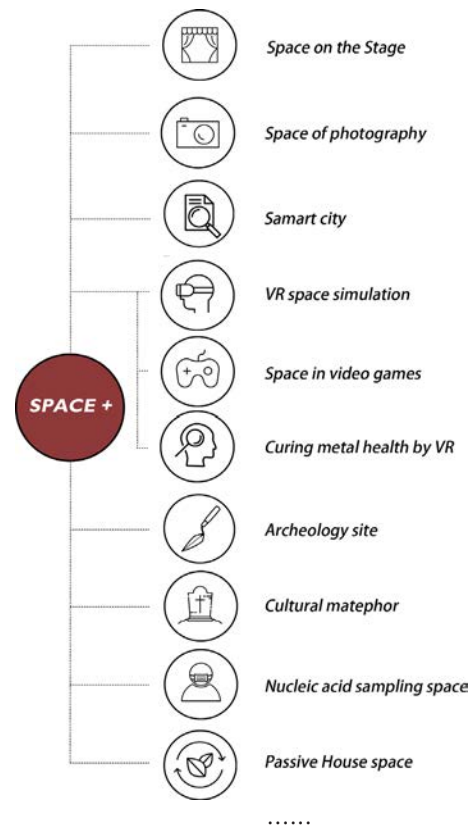 Space on the Stage
Space of photography
Samart city
VR space simulation
Space in video games
SPACE +
Curing metal health by VR
Archeology site
Cultural matephor
Nucleic acid sampling space
Passive House space
......